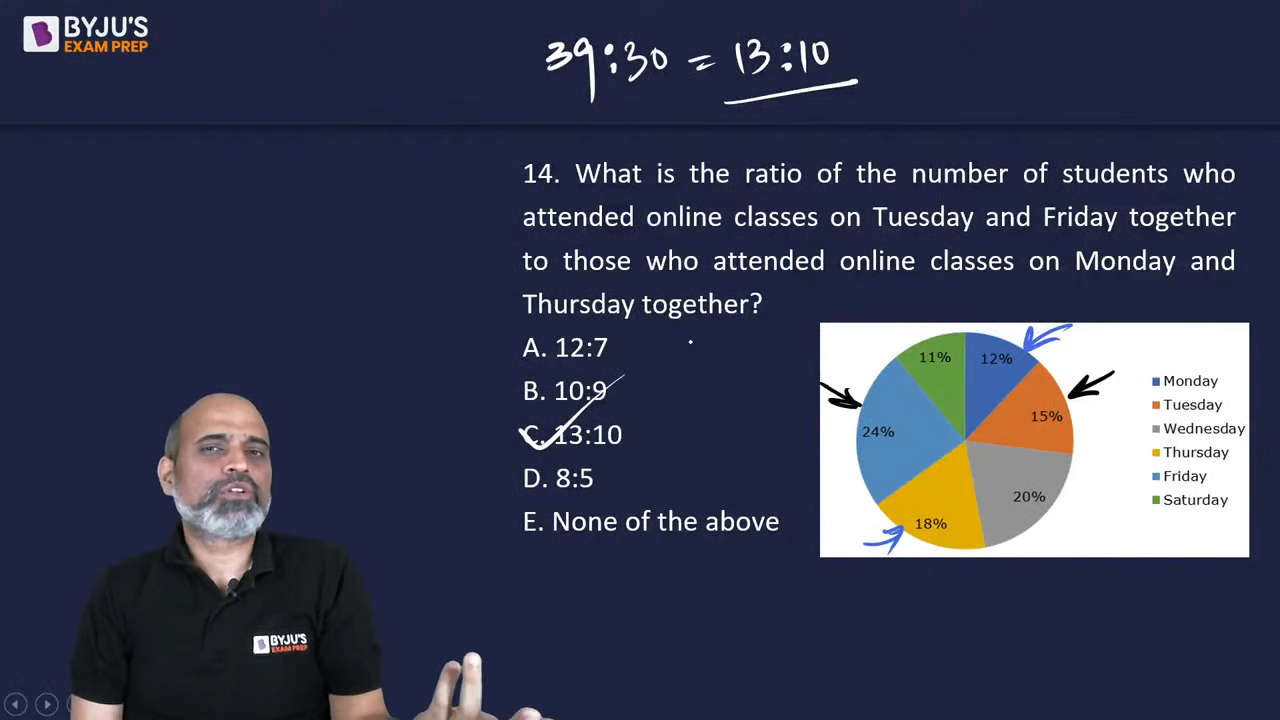 BYJU'S
EXAM PREP
39:30 = 13:10
14. What is the ratio of the number of students who
attended online classes on Tuesday and Friday together
to those who attended online classes on Monday and
Thursday together?
A. 12:7
B. 10:9
C. 13:10
D. 8:5
E. None of the above
11%
12%
15%
24%
20%
18%
Monday
Tuesday
Wednesday
Thursday
Friday
Saturday
BYJU'S
EXAM PREP